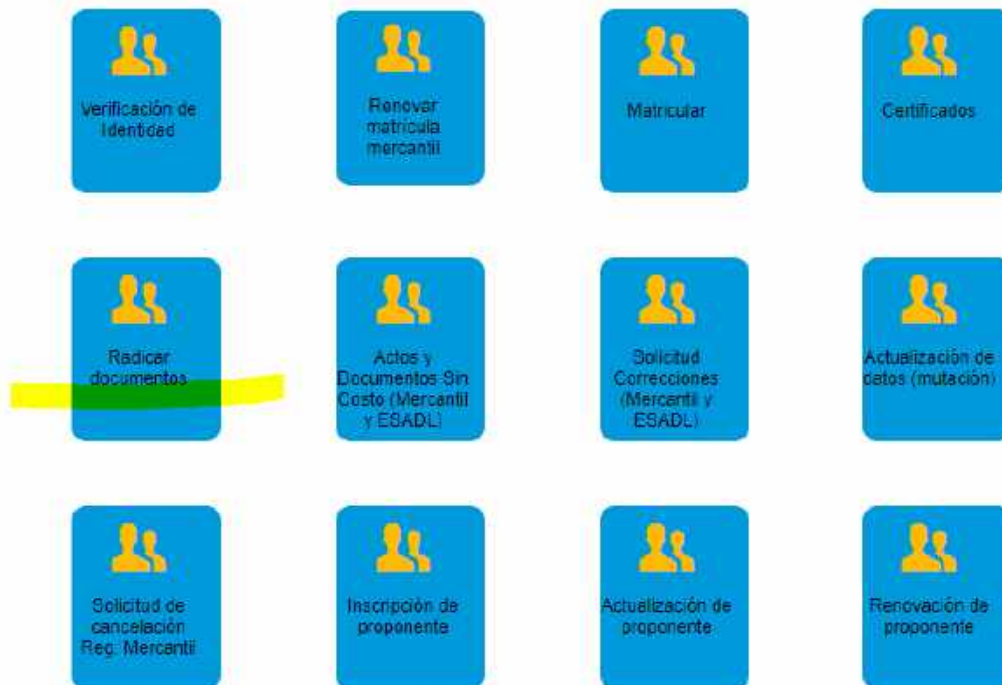 Verificación de
Identidad
Renovar
matrícula
mercantil
Matricular
Certificados
Radicar
documentos
Actos y
Documentos Sin
Costo (Mercantil
y ESADL)
Solicitud
Correcciones
(Mercantil y
ESADL)
Actualización de
datos (mutación)
Solicitud de
cancelación
Reg. Mercantil
Inscripción de
proponente
Actualización de
proponente
Renovación de
proponente